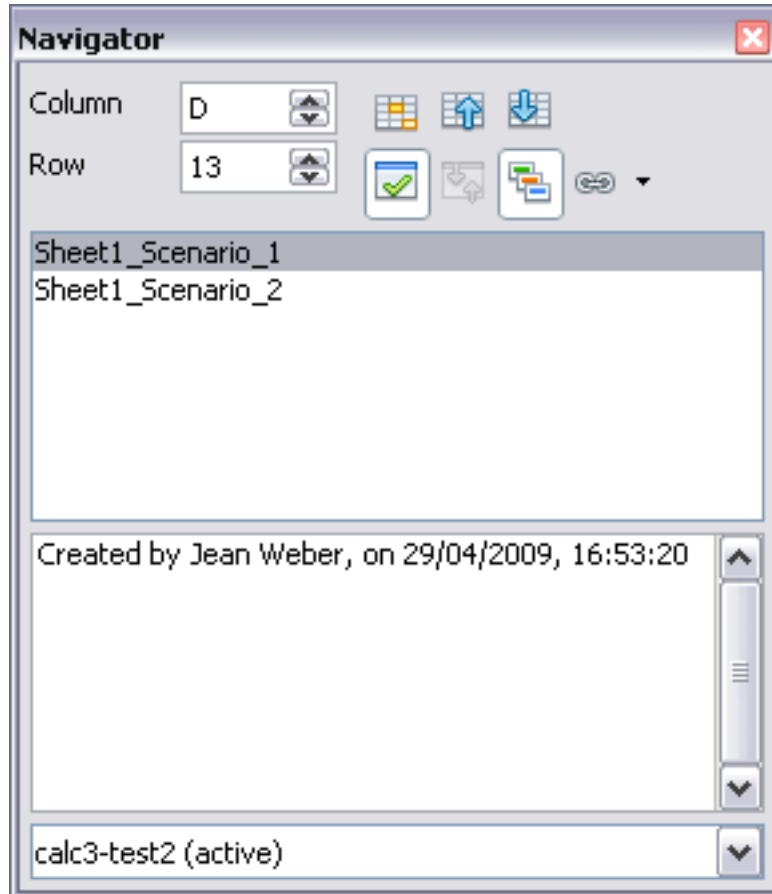 Navigator
Column D
Row 13
Sheet1_Scenario_1
Sheet1_Scenario_2
Created by Jean Weber, on 29/04/2009, 16:53:20
calc3-test2 (active)